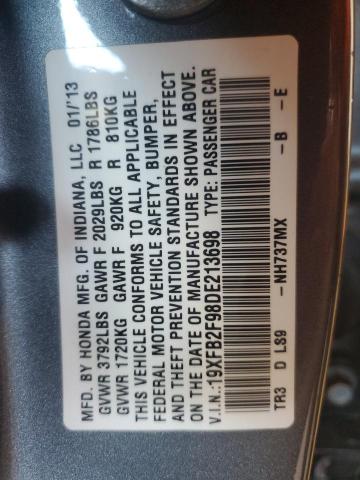 MFD. BY HONDA MFG. OF INDIANA, LLC 01/'13
GVWR 3792LBS GAWR F 2029LBS R 1786LBS
GVWR 1720KG GAWR F 920KG R 810KG
THIS VEHICLE CONFORMS TO ALL APPLICABLE
FEDERAL MOTOR VEHICLE SAFETY, BUMPER,
AND THEFT PREVENTION STANDARDS IN EFFECT
ON THE DATE OF MANUFACTURE SHOWN ABOVE.
V.I.N.:19XFB2F98DE213698 TYPE: PASSENGER CAR
TR3 D LS9 -NH737MX -B -E